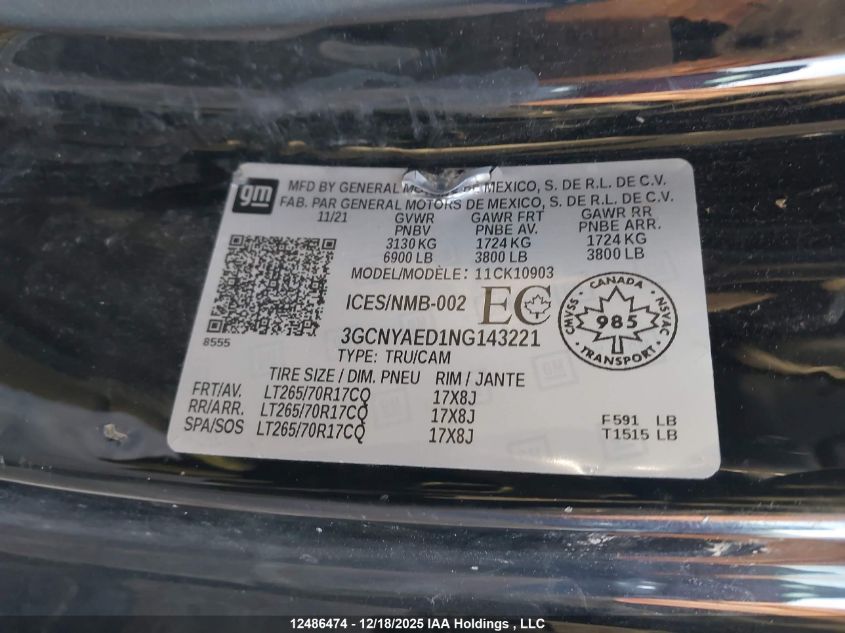 gm
MFD BY GENERAL MOTORS DE MEXICO, S. DE R.L. DE C.V.
FAB. PAR GENERAL MOTORS DE MEXICO, S. DE R.L. DE C.V.
11/21 GVWR GAWR FRT GAWR RR
PNBV PNBE AV. PNBE ARR.
3130 KG 1724 KG 1724 KG
6900 LB 3800 LB 3800 LB
MODEL/MODÈLE: 11CK10903
ICES/NMB-002 EC
8555
3GCNYAED1NG143221
TYPE: TRU/CAM
CANADA
CMVSS 985 NSVAC
TRANSPORT
TIRE SIZE / DIM. PNEU RIM / JANTE
FRT/AV. LT265/70R17CQ 17X8J
RR/ARR. LT265/70R17CQ 17X8J F591 LB
SPA/SOS LT265/70R17CQ 17X8J T1515 LB
12486474 - 12/18/2025 IAA Holdings , LLC